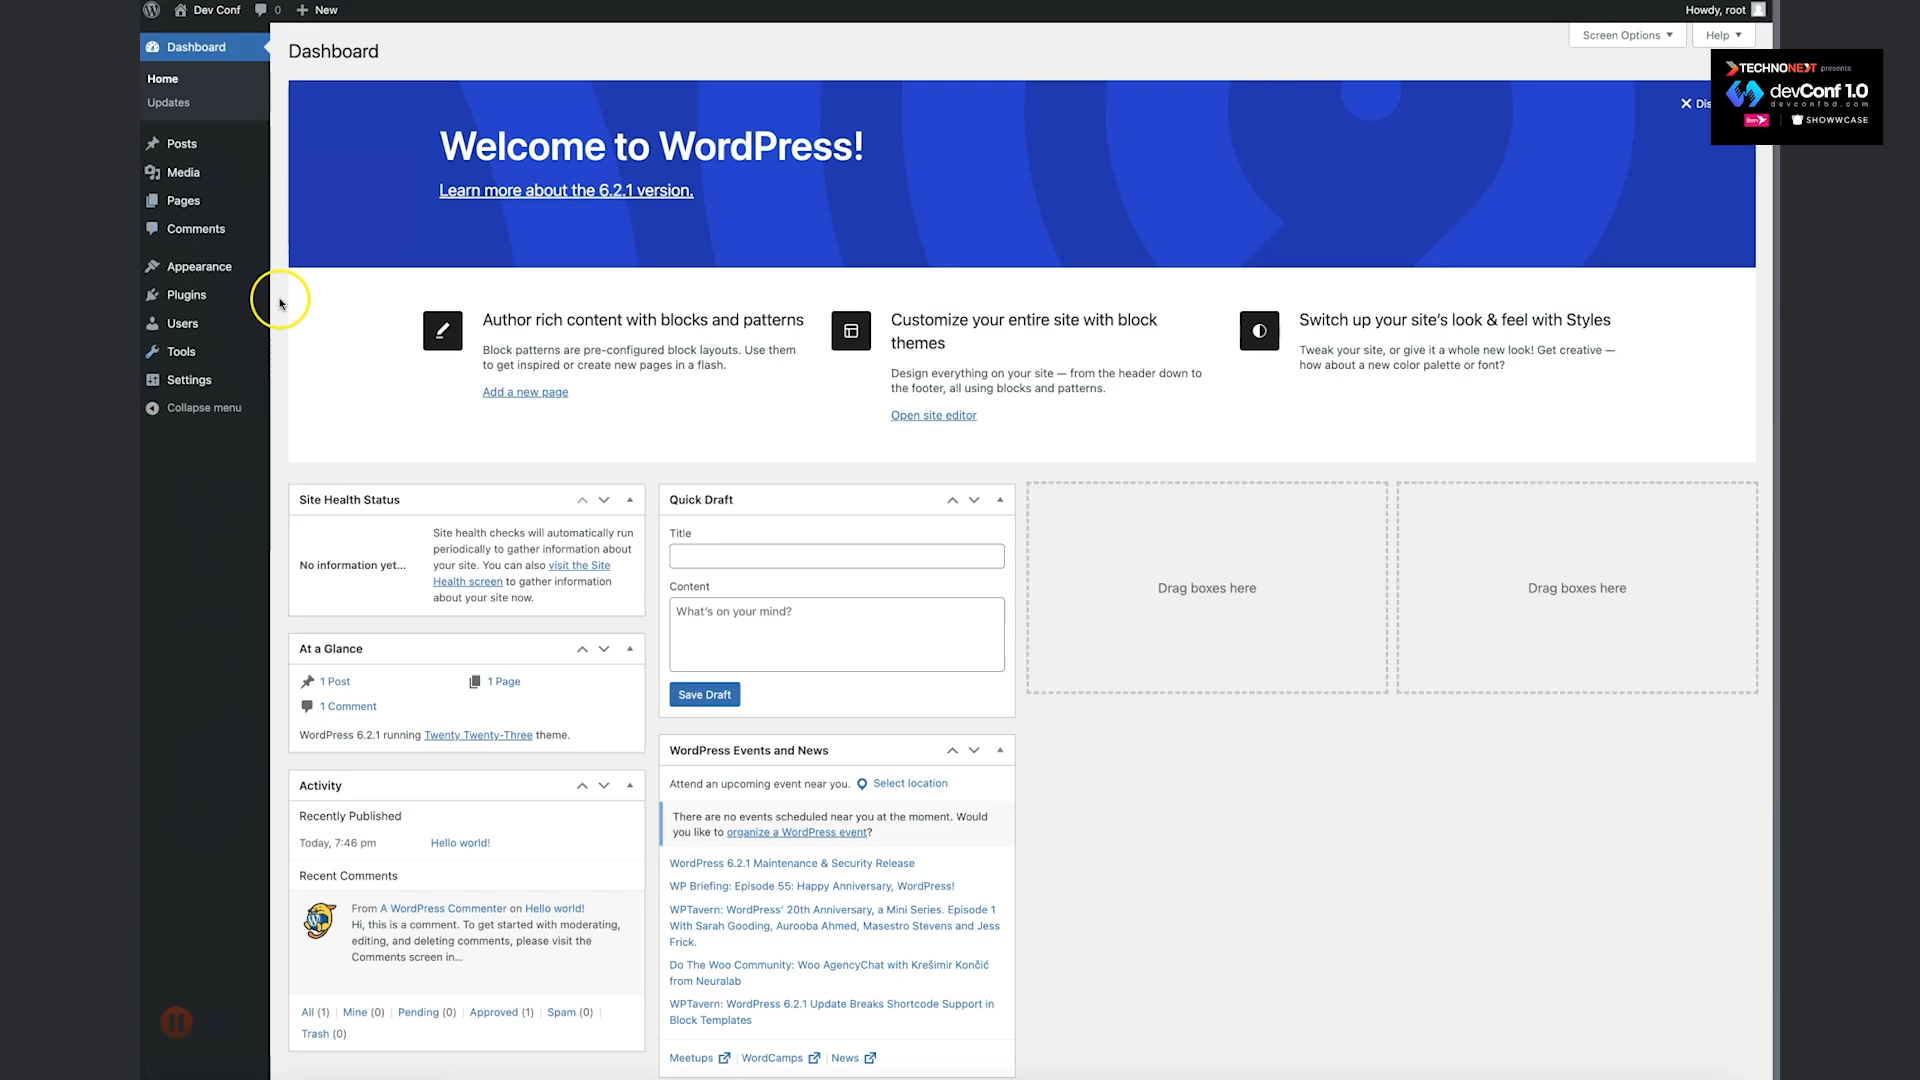 Dev Conf
0
New
Howdy, root
Dashboard
Home
Updates
Posts
Media
Pages
Comments
Appearance
Plugins
Users
Tools
Settings
Collapse menu
Dashboard
Screen Options
Help
TECHNONEXT presents
devConf 1.0
devconfbd.com
SHOWWCASE
Welcome to WordPress!
Learn more about the 6.2.1 version.
Author rich content with blocks and patterns
Block patterns are pre-configured block layouts. Use them
to get inspired or create new pages in a flash.
Add a new page
Customize your entire site with block
themes
Design everything on your site — from the header down to
the footer, all using blocks and patterns.
Open site editor
Switch up your site's look & feel with Styles
Tweak your site, or give it a whole new look! Get creative —
how about a new color palette or font?
Site Health Status
No information yet...
Site health checks will automatically run
periodically to gather information about
your site. You can also visit the Site
Health screen to gather information
about your site now.
At a Glance
1 Post
1 Page
1 Comment
WordPress 6.2.1 running Twenty Twenty-Three theme.
Activity
Recently Published
Today, 7:46 pm
Hello world!
Recent Comments
From A WordPress Commenter on Hello world!
Hi, this is a comment. To get started with moderating,
editing, and deleting comments, please visit the
Comments screen in...
All (1) | Mine (0) | Pending (0) | Approved (1) | Spam (0) |
Trash (0)
Quick Draft
Title
Content
What's on your mind?
Save Draft
WordPress Events and News
Attend an upcoming event near you. Select location
There are no events scheduled near you at the moment. Would
you like to organize a WordPress event?
WordPress 6.2.1 Maintenance & Security Release
WP Briefing: Episode 55: Happy Anniversary, WordPress!
WPTavern: WordPress' 20th Anniversary, a Mini Series. Episode 1
With Sarah Gooding, Aurooba Ahmed, Masestro Stevens and Jess
Frick.
Do The Woo Community: Woo AgencyChat with Krešimir Končić
from Neuralab
WPTavern: WordPress 6.2.1 Update Breaks Shortcode Support in
Block Templates
Meetups | WordCamps | News
Drag boxes here
Drag boxes here